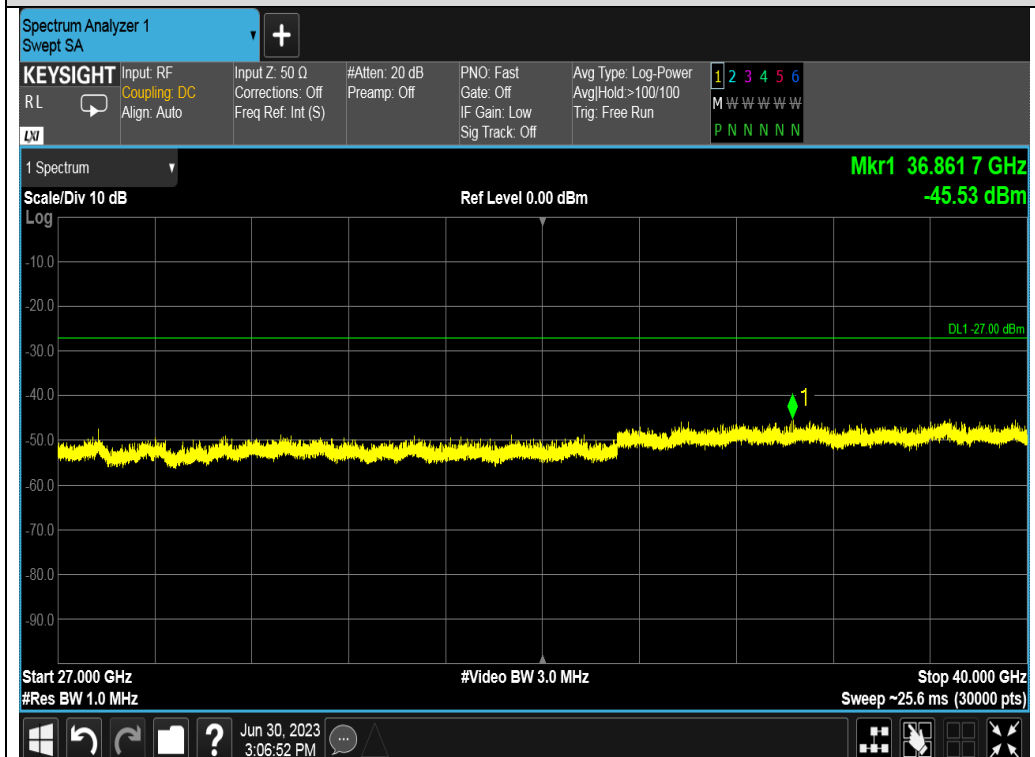 Spectrum Analyzer 1
Swept SA
+
KEYSIGHT
RL
LXI
Input: RF
Coupling: DC
Align: Auto
Input Z: 50 Ω
Corrections: Off
Freq Ref: Int (S)
#Atten: 20 dB
Preamp: Off
PNO: Fast
Gate: Off
IF Gain: Low
Sig Track: Off
Avg Type: Log-Power
Avg|Hold:>100/100
Trig: Free Run
1 2 3 4 5 6
M W W W W W
P N N N N N
1 Spectrum
Mkr1 36.861 7 GHz
-45.53 dBm
Scale/Div 10 dB
Ref Level 0.00 dBm
Log
-10.0
-20.0
DL1 -27.00 dBm
-30.0
-40.0
1
-50.0
-60.0
-70.0
-80.0
-90.0
Start 27.000 GHz
#Video BW 3.0 MHz
Stop 40.000 GHz
#Res BW 1.0 MHz
Sweep ~25.6 ms (30000 pts)
?
Jun 30, 2023
3:06:52 PM